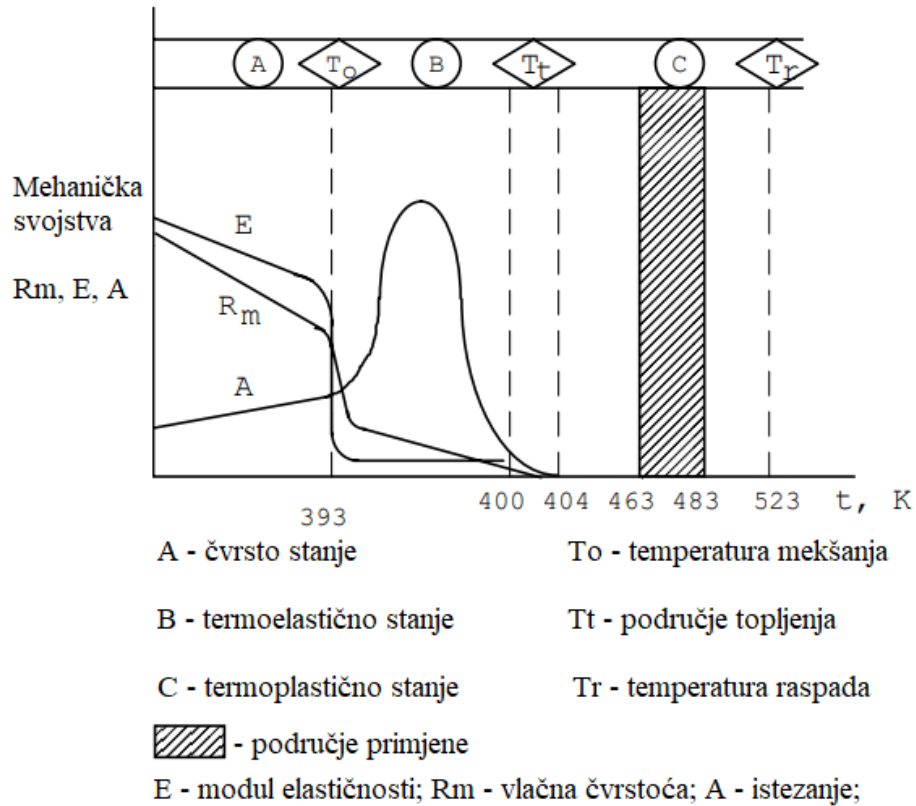 A To B Tt C Tr
Mehanička
svojstva
Rm, E, A
E
Rm
A
393 400 404 463 483 523 t, K
A - čvrsto stanje To - temperatura mekšanja
B - termoelastično stanje Tt - područje topljenja
C - termoplastično stanje Tr - temperatura raspada
- područje primjene
E - modul elastičnosti; Rm - vlačna čvrstoća; A - istezanje;